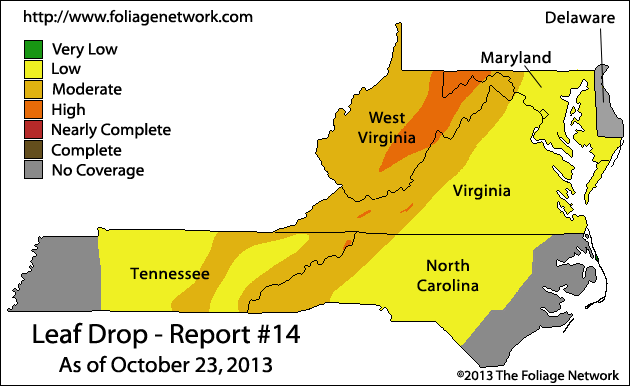 http://www.foliagenetwork.com
Delaware
Very Low
Low
Moderate
High
Nearly Complete
Complete
No Coverage
Maryland
West
Virginia
Virginia
Tennessee
North
Carolina
Leaf Drop - Report #14
As of October 23, 2013
©2013 The Foliage Network